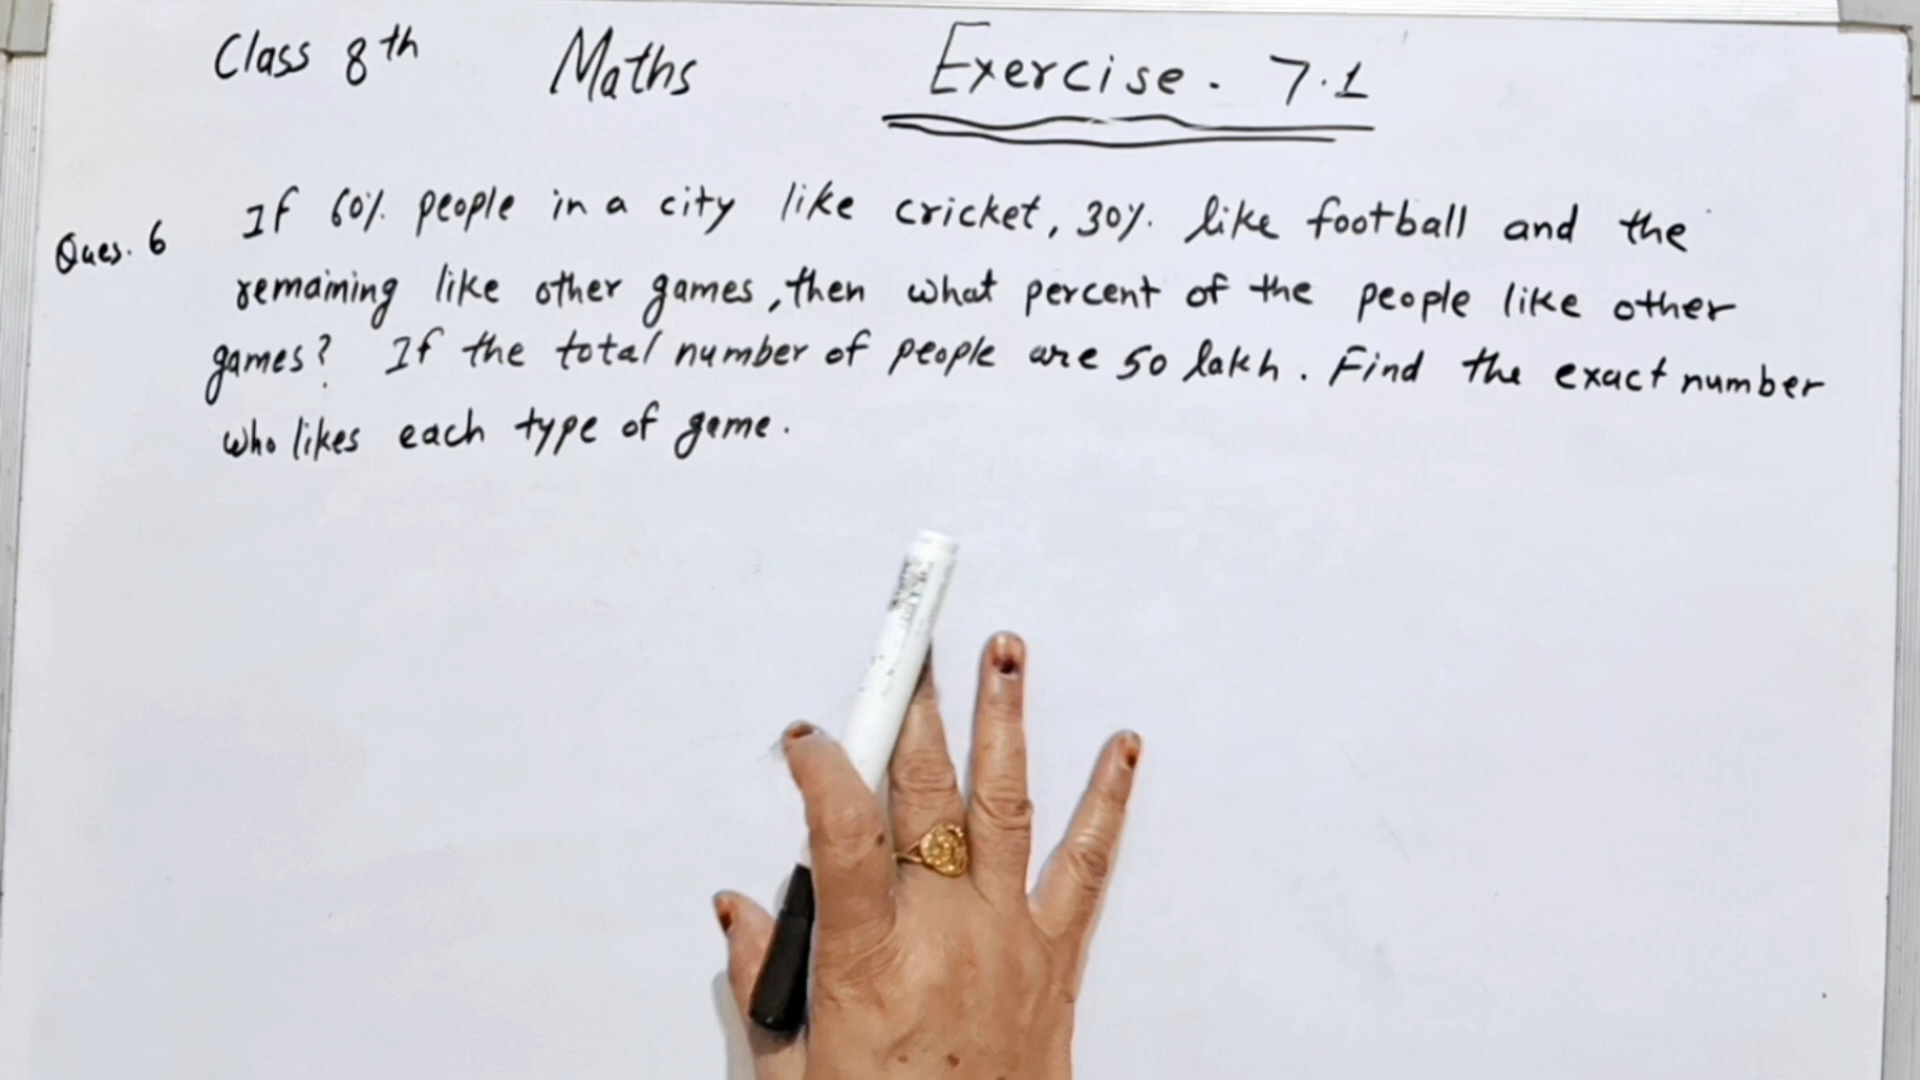 Class 8th Maths Exercise. 7.1
Ques. 6 If 60% people in a city like cricket, 30% like football and the
remaining like other games, then what percent of the people like other
games? If the total number of people are 50 lakh. Find the exact number
who likes each type of game.